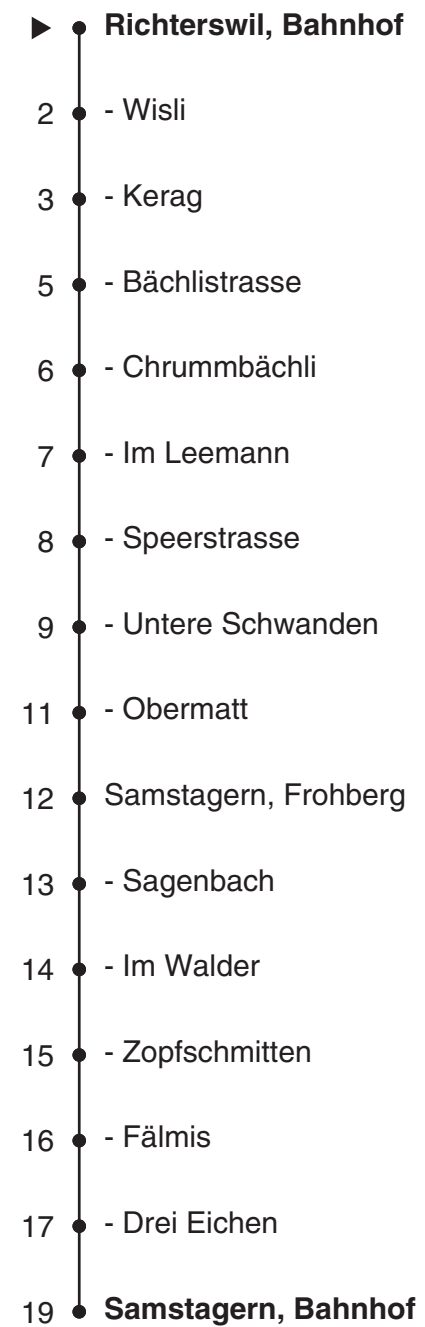 Richterswil, Bahnhof
2 - Wisli
3 - Kerag
5 - Bächlistrasse
6 - Chrummbächli
7 - Im Leemann
8 - Speerstrasse
9 - Untere Schwanden
11 - Obermatt
12 Samstagern, Frohberg
13 - Sagenbach
14 - Im Walder
15 - Zopfschmitten
16 - Fälmis
17 - Drei Eichen
19 Samstagern, Bahnhof